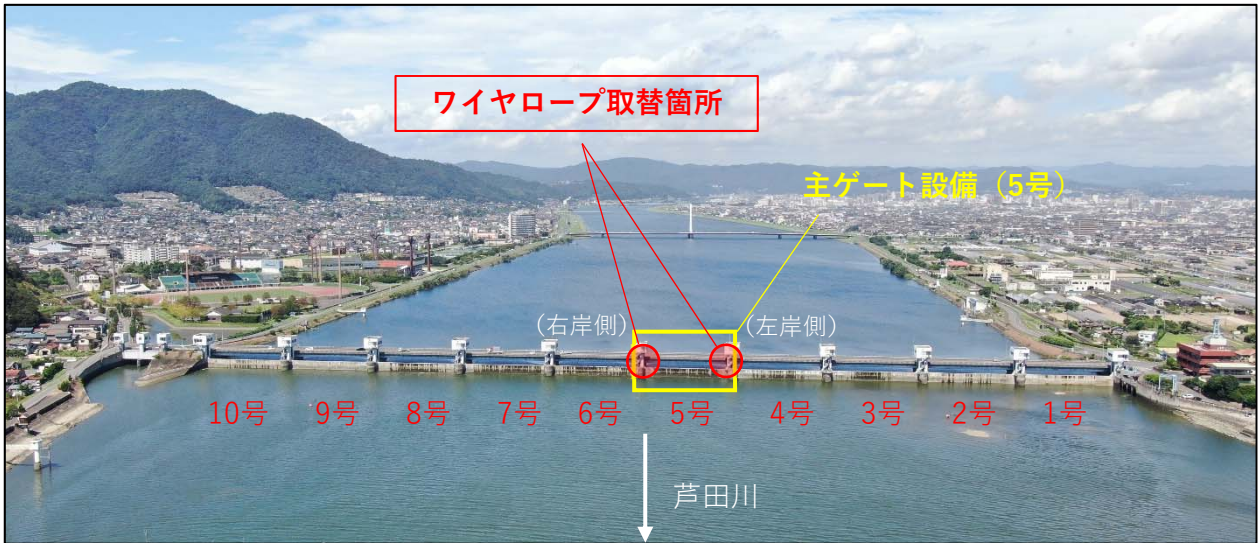 ワイヤロープ取替箇所
主ゲート設備（5号）
（右岸側）
（左岸側）
10号 9号 8号 7号 6号 5号 4号 3号 2号 1号
芦田川